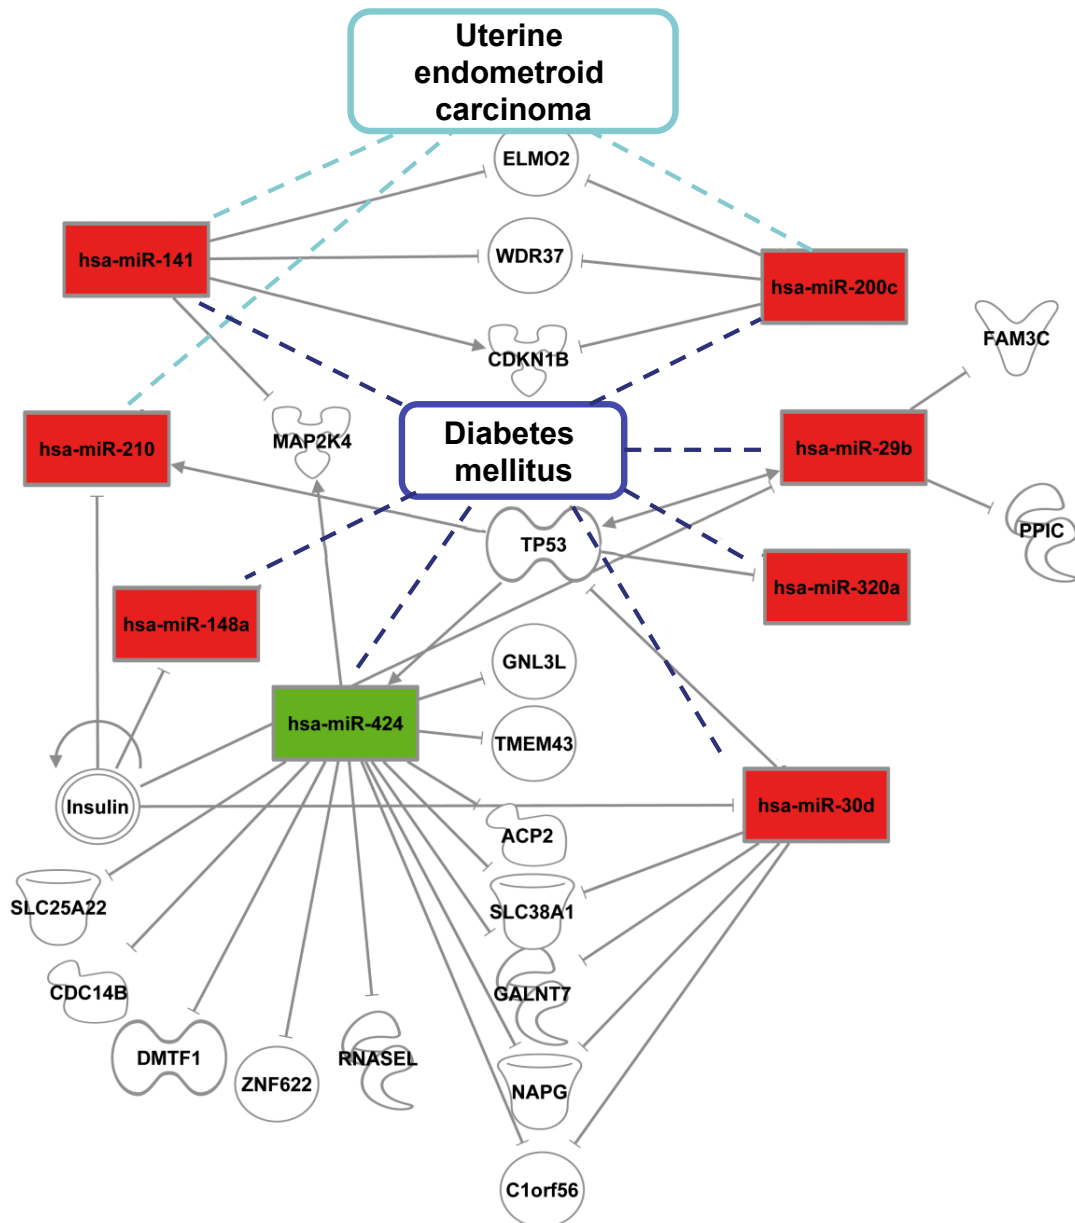 Uterine
endometroid
carcinoma
ELMO2
hsa-miR-141
WDR37
hsa-miR-200c
FAM3C
CDKN1B
hsa-miR-210
MAP2K4
Diabetes
mellitus
hsa-miR-29b
PPIC
TP53
hsa-miR-320a
hsa-miR-148a
GNL3L
hsa-miR-424
TMEM43
Insulin
hsa-miR-30d
ACP2
SLC25A22
SLC38A1
CDC14B
GALNT7
DMTF1
RNASEL
ZNF622
NAPG
C1orf56